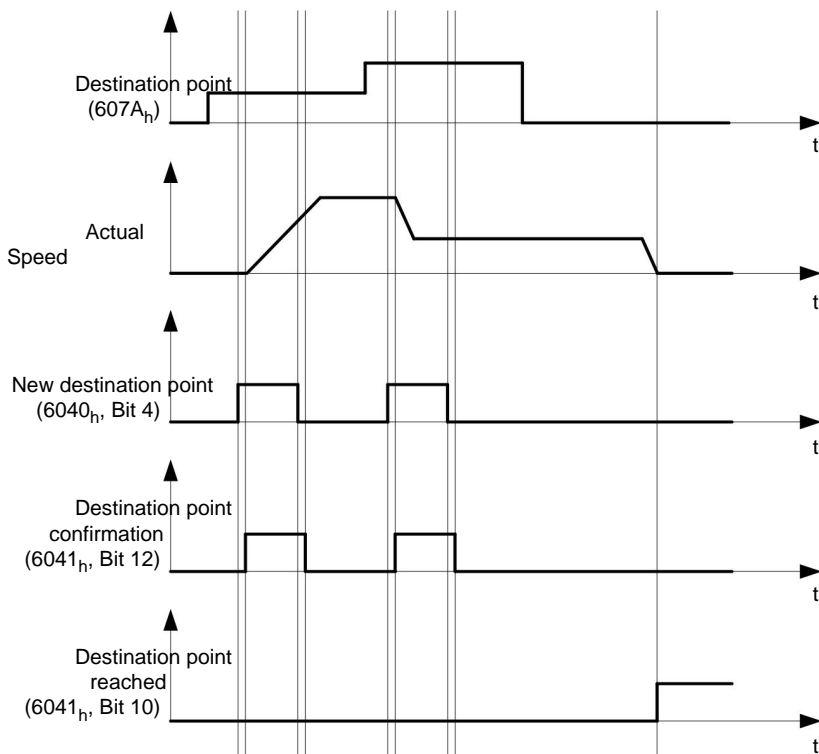 Destination point
(607Ah)
t
Actual
Speed
t
New destination point
(6040h, Bit 4)
t
Destination point
confirmation
(6041h, Bit 12)
t
Destination point
reached
(6041h, Bit 10)
t